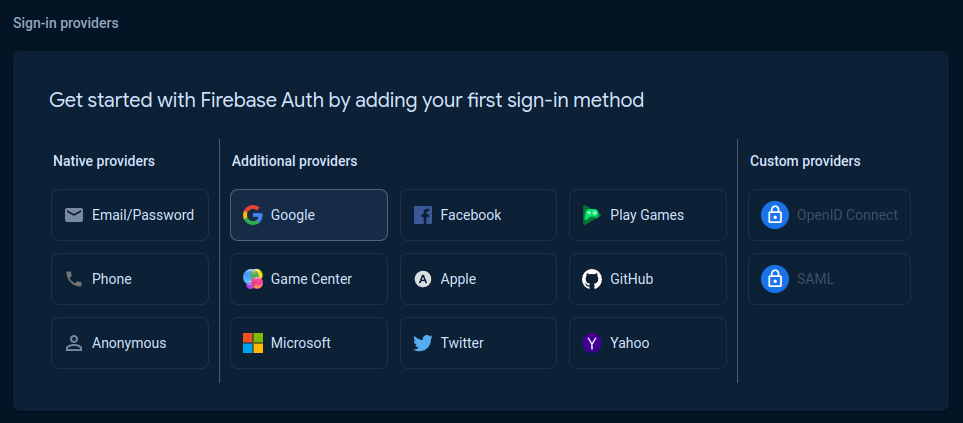 Sign-in providers
Get started with Firebase Auth by adding your first sign-in method
Native providers
Email/Password
Phone
Anonymous
Additional providers
Google
Facebook
Play Games
Game Center
Apple
GitHub
Microsoft
Twitter
Yahoo
Custom providers
OpenID Connect
SAML